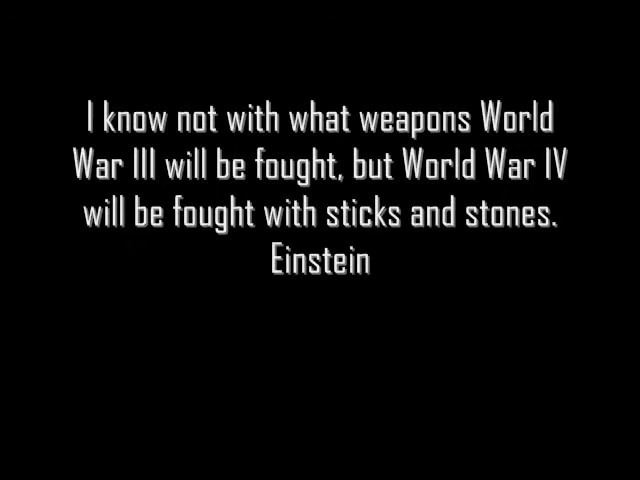 I know not with what weapons World
War III will be fought, but World War IV
will be fought with sticks and stones.
Einstein